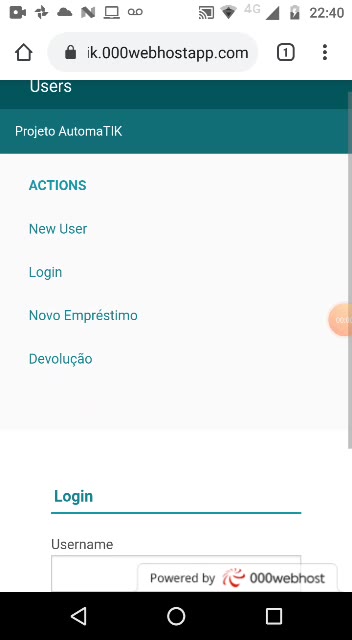 4G 22:40
ik.000webhostapp.com 1
Users
Projeto AutomaTIK
ACTIONS
New User
Login
Novo Empréstimo
Devolução
Login
Username
Powered by 000webhost